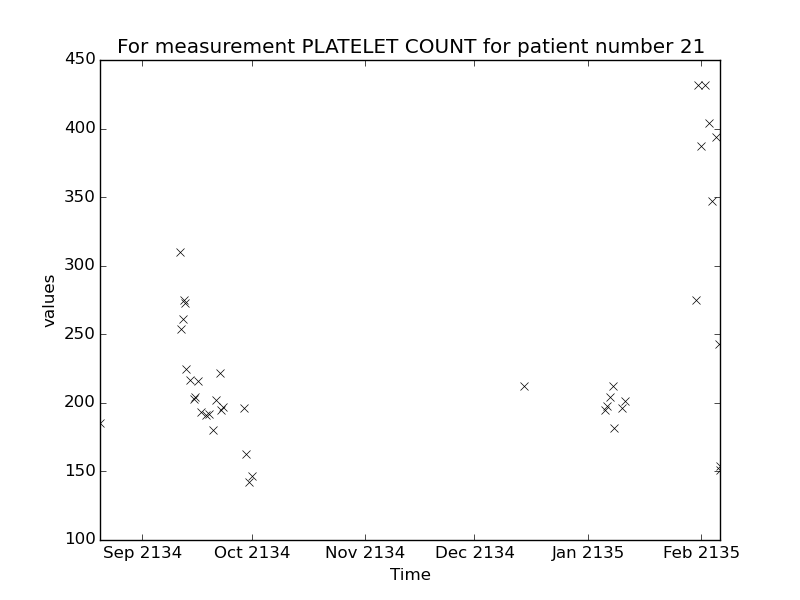 For measurement PLATELET COUNT for patient number 21
450
400
350
300
250
200
150
100
values
Sep 2134 Oct 2134 Nov 2134 Dec 2134 Jan 2135 Feb 2135
Time